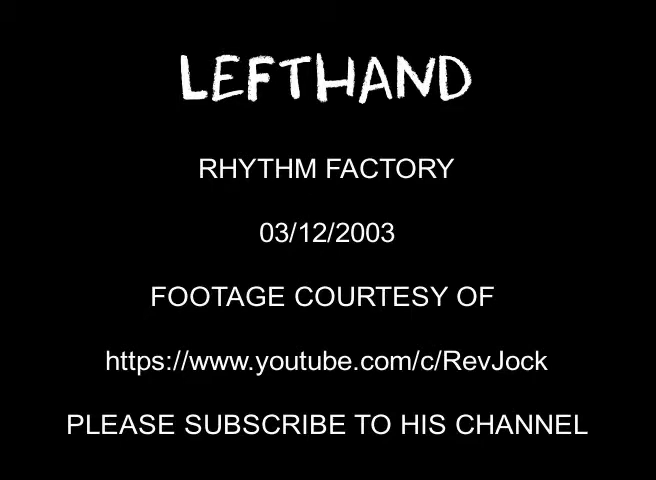 LEFTHAND
RHYTHM FACTORY
03/12/2003
FOOTAGE COURTESY OF
https://www.youtube.com/c/RevJock
PLEASE SUBSCRIBE TO HIS CHANNEL